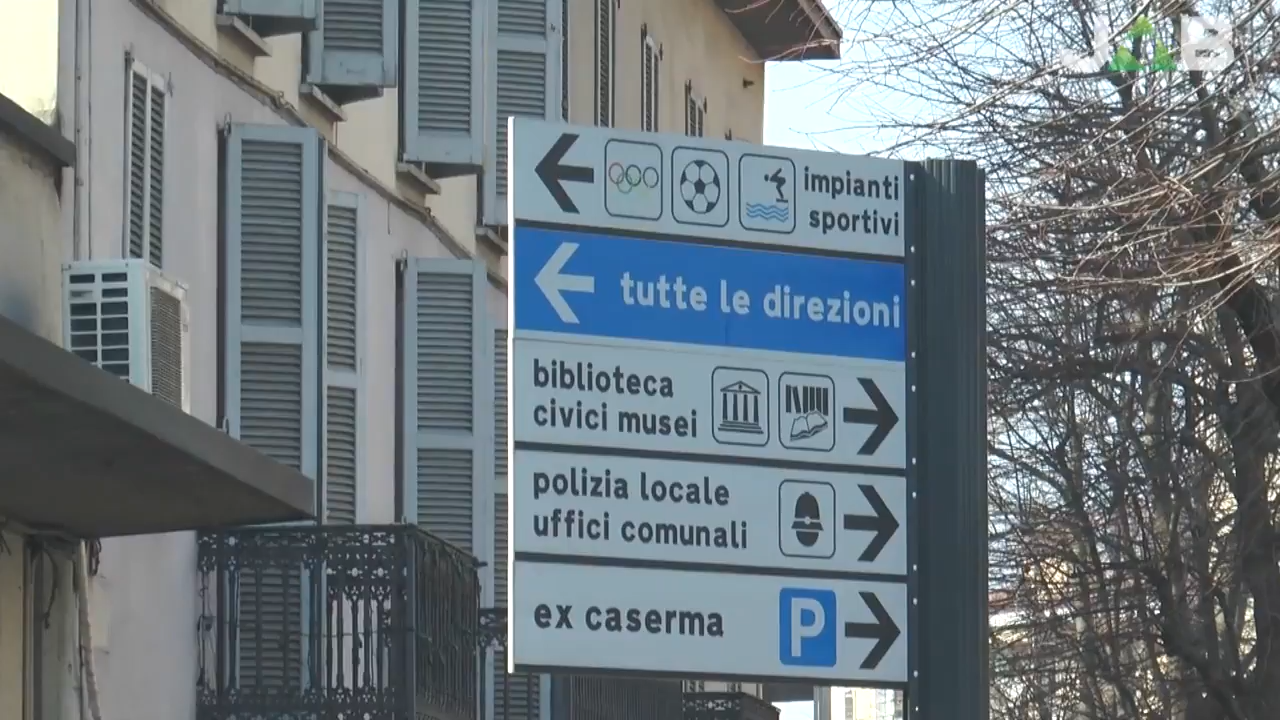 J B
impianti
sportivi
tutte le direzioni
biblioteca
civici musei
polizia locale
uffici comunali
ex caserma
P